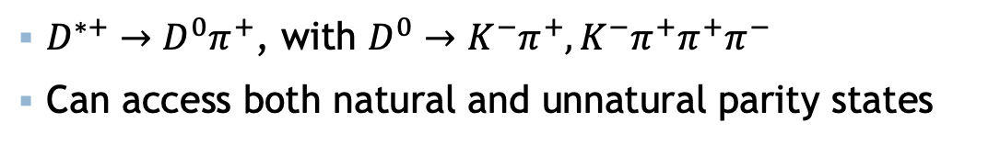 ▪ D*⁺ → D⁰π⁺, with D⁰ → K⁻π⁺, K⁻π⁺π⁺π⁻
▪ Can access both natural and unnatural parity states